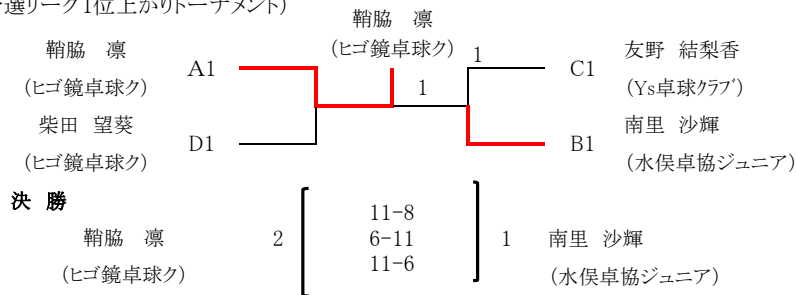 選リーグ1位上がりトーナメント)
鞘脇　凛
(ヒゴ鏡卓球ク)
鞘脇　凛
(ヒゴ鏡卓球ク)
A1
1
C1
友野　結梨香
(Ys卓球クラブ)
1
柴田　望葵
(ヒゴ鏡卓球ク)
D1
B1
南里　沙輝
(水俣卓協ジュニア)
決　勝
鞘脇　凛
(ヒゴ鏡卓球ク)
2
11-8
6-11
11-6
1
南里　沙輝
(水俣卓協ジュニア)